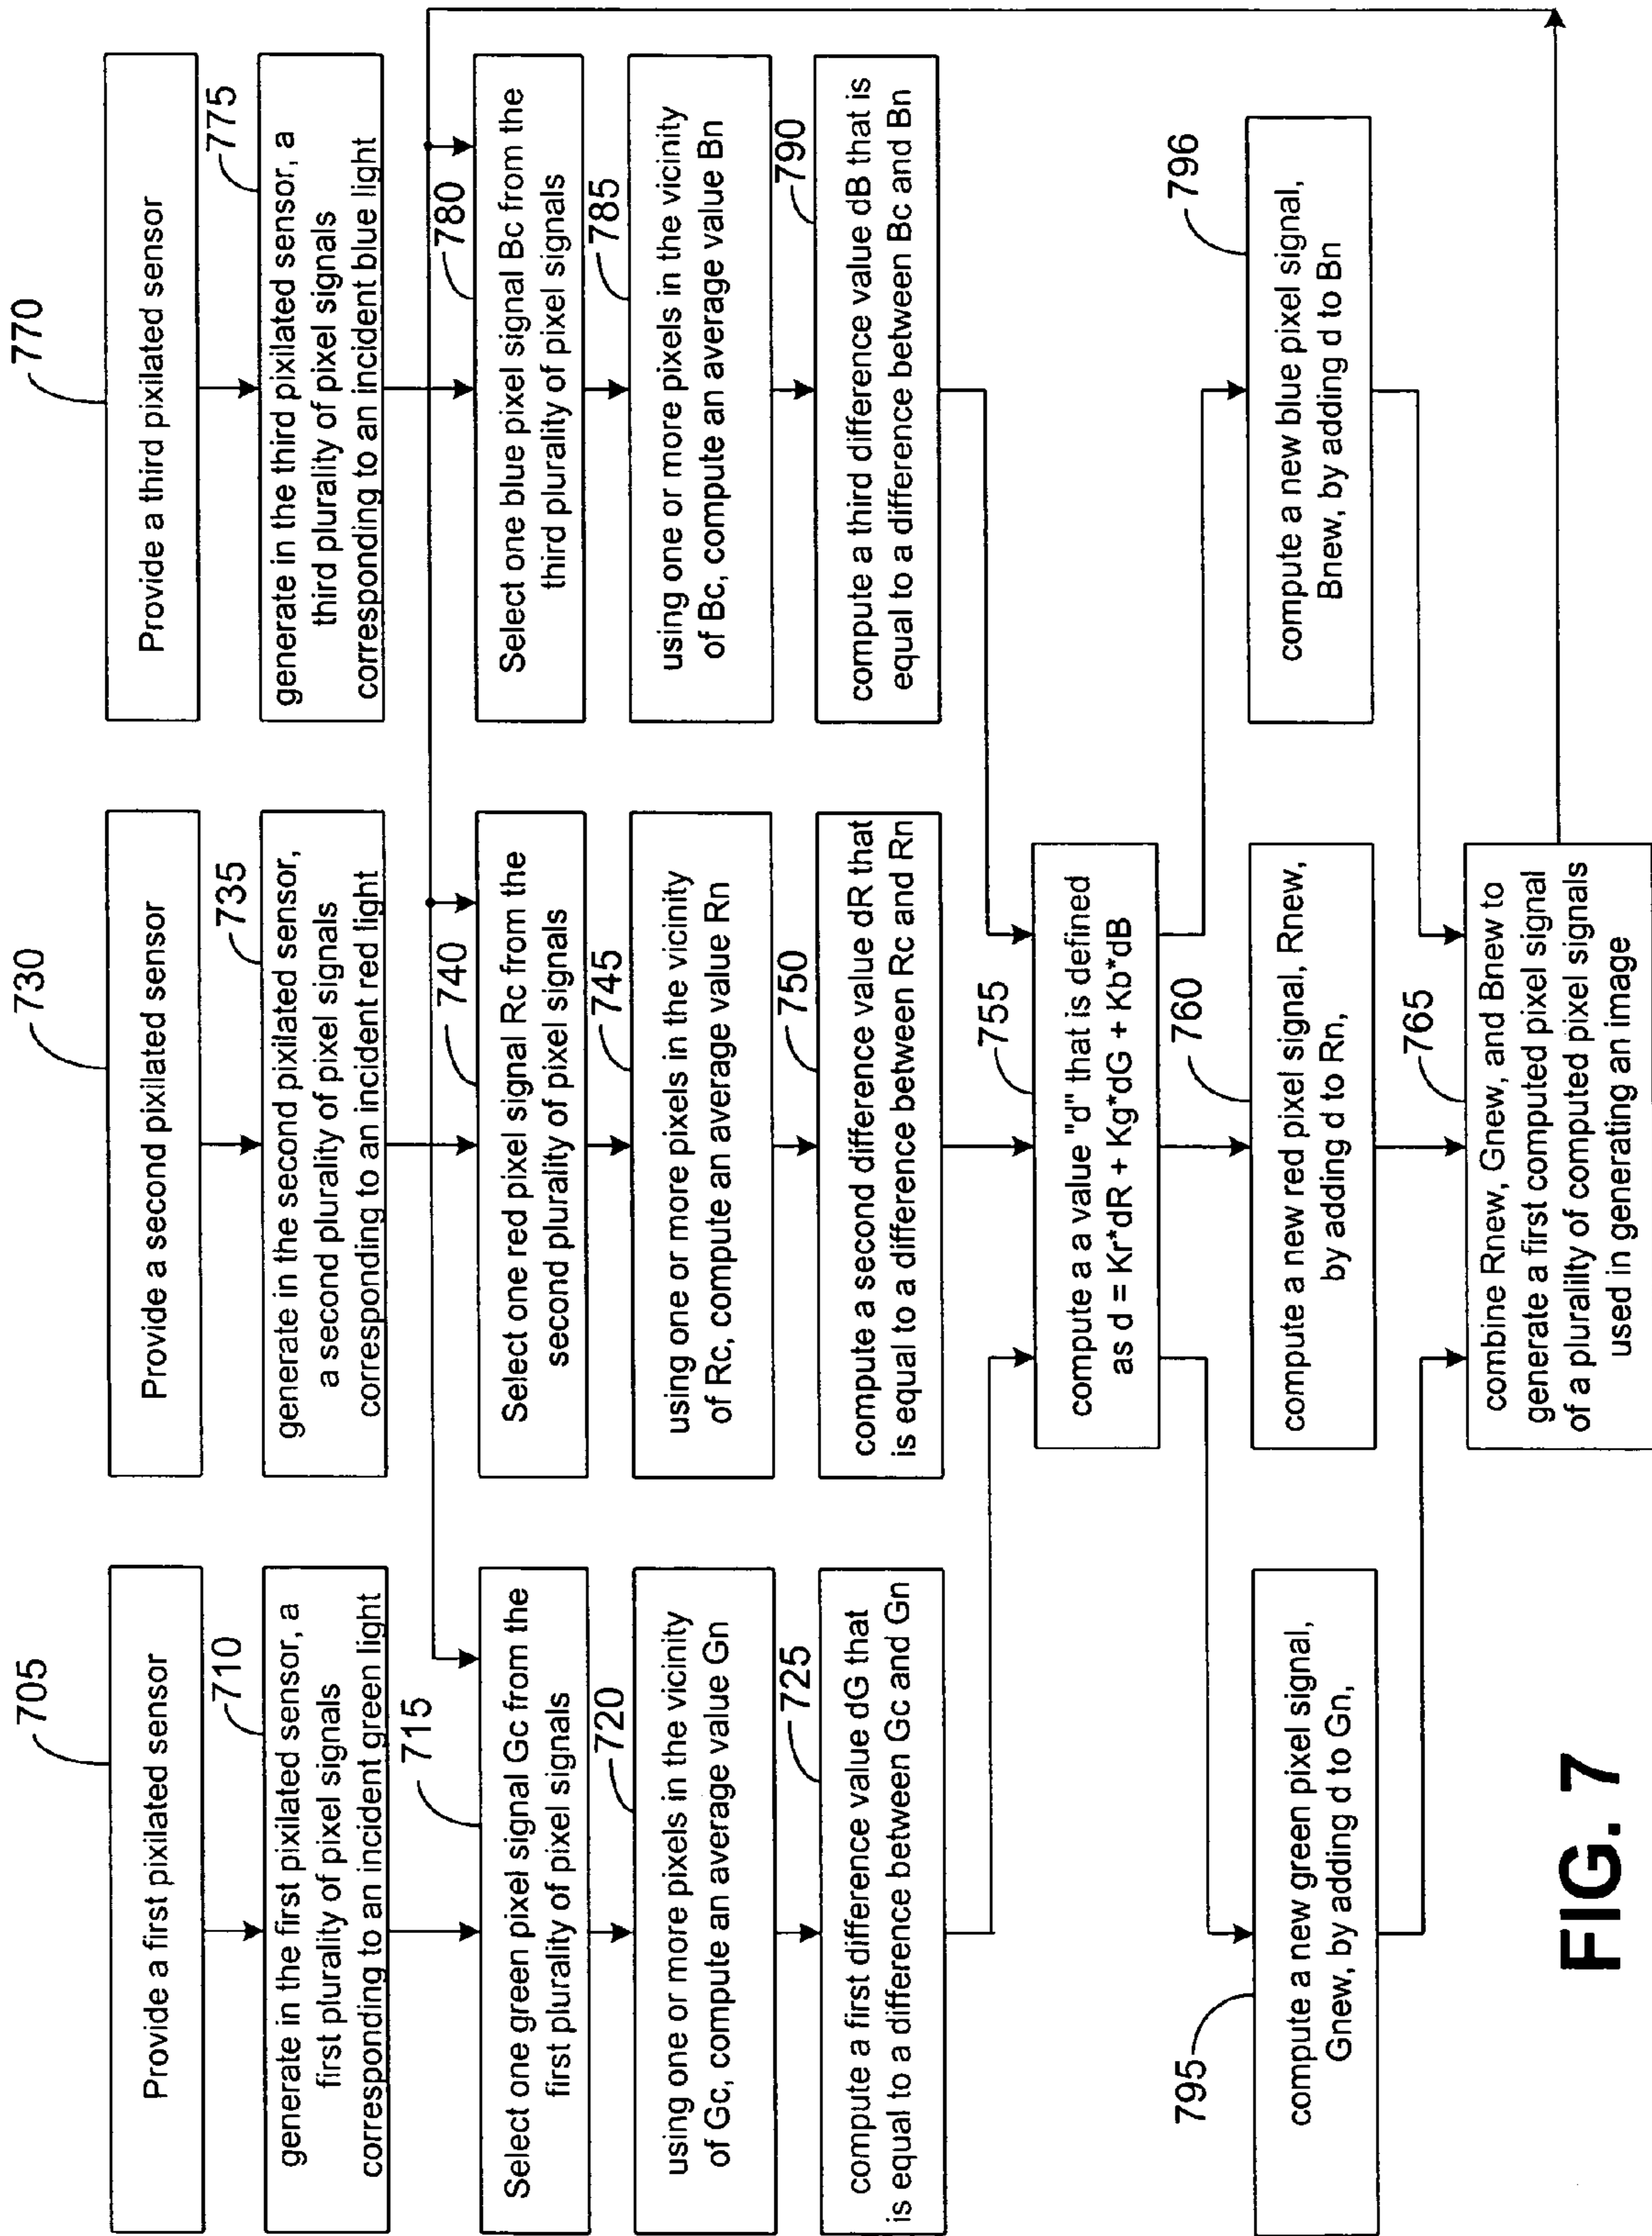 705
Provide a first pixilated sensor
710
generate in the first pixilated sensor, a
first plurality of pixel signals
corresponding to an incident green light
715
Select one green pixel signal Gc from the
first plurality of pixel signals
720
using one or more pixels in the vicinity
of Gc, compute an average value Gn
725
compute a first difference value dG that
is equal to a difference between Gc and Gn
730
Provide a second pixilated sensor
735
generate in the second pixilated sensor,
a second plurality of pixel signals
corresponding to an incident red light
740
Select one red pixel signal Rc from the
second plurality of pixel signals
745
using one or more pixels in the vicinity
of Rc, compute an average value Rn
750
compute a second difference value dR that
is equal to a difference between Rc and Rn
770
Provide a third pixilated sensor
775
generate in the third pixilated sensor, a
third plurality of pixel signals
corresponding to an incident blue light
780
Select one blue pixel signal Bc from the
third plurality of pixel signals
785
using one or more pixels in the vicinity
of Bc, compute an average value Bn
790
compute a third difference value dB that is
equal to a difference between Bc and Bn
755
compute a a value "d" that is defined
as d = Kr*dR + Kg*dG + Kb*dB
795
compute a new green pixel signal,
Gnew, by adding d to Gn,
760
compute a new red pixel signal, Rnew,
by adding d to Rn,
796
compute a new blue pixel signal,
Bnew, by adding d to Bn
765
combine Rnew, Gnew, and Bnew to
generate a first computed pixel signal
of a plurality of computed pixel signals
used in generating an image
FIG. 7